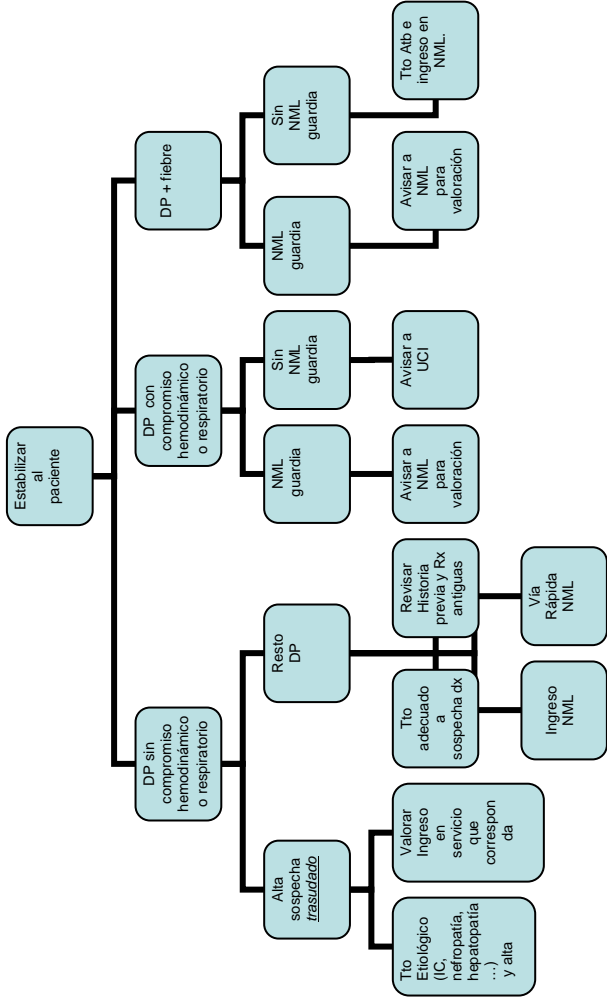 Estabilizar
al
paciente
DP sin
compromiso
hemodinámico
o respiratorio
DP con
compromiso
hemodinámico
o respiratorio
DP + fiebre
Alta
sospecha
trasudado
Resto
DP
NML
guardia
Sin
NML
guardia
NML
guardia
Sin
NML
guardia
Tto
Etiológico
(IC,
nefropatía,
hepatopatía
...)
y alta
Valorar
Ingreso
en
servicio
que
correspon
da
Tto
adecuado
a
sospecha dx
Revisar
Historia
previa y Rx
antiguas
Avisar a
NML
para
valoración
Avisar a
UCI
Avisar a
NML
para
valoración
Tto Atb e
ingreso en
NML.
Ingreso
NML
Vía
Rápida
NML